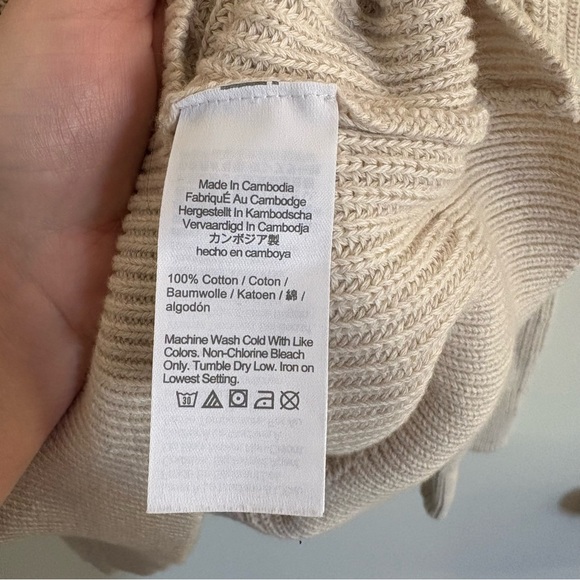 Made In Cambodia
FabriquÉ Au Cambodge
Hergestellt In Kambodscha
Vervaardigd In Cambodja
カンボジア製
hecho en camboya
100% Cotton / Coton /
Baumwolle / Katoen / 綿 /
algodón
Machine Wash Cold With Like
Colors. Non-Chlorine Bleach
Only. Tumble Dry Low. Iron on
Lowest Setting.
30